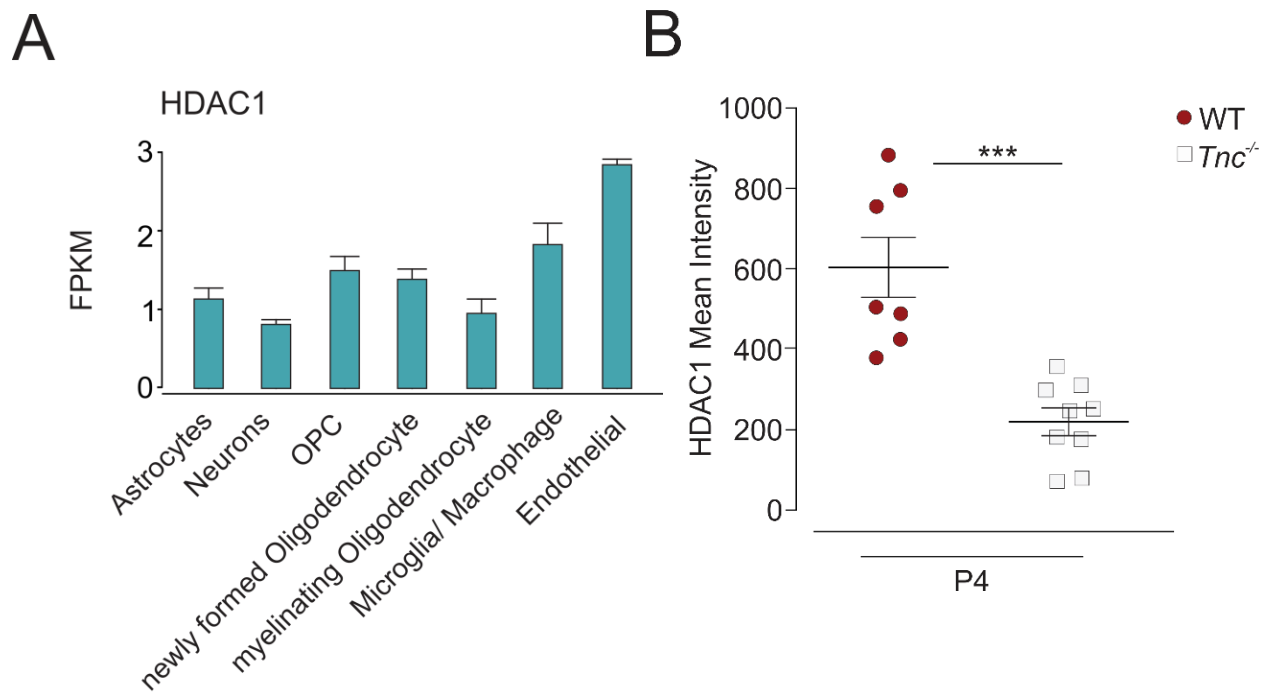 A
HDAC1
FPKM
3
2
1
0
Astrocytes
Neurons
OPC
newly formed Oligodendrocyte
myelinating Oligodendrocyte
Microglia/ Macrophage
Endothelial
B
HDAC1 Mean Intensity
1000
800
600
400
200
0
***
WT
Tnc-/-
P4